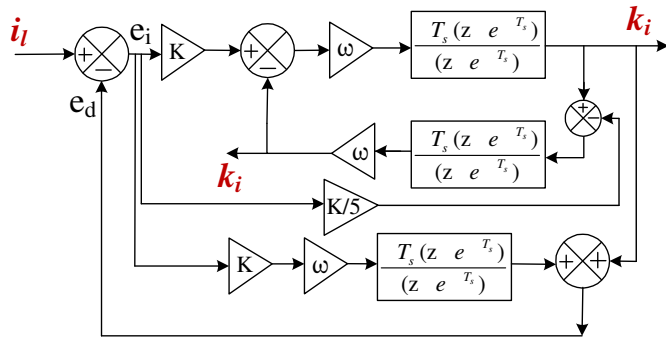 i_l
+
−
e_i
K
+
−
ω
T_s (z e^{T_s})
(z e^{T_s})
k_i
e_d
+
−
k_i
ω
T_s (z e^{T_s})
(z e^{T_s})
K/5
K
ω
T_s (z e^{T_s})
(z e^{T_s})
+ +